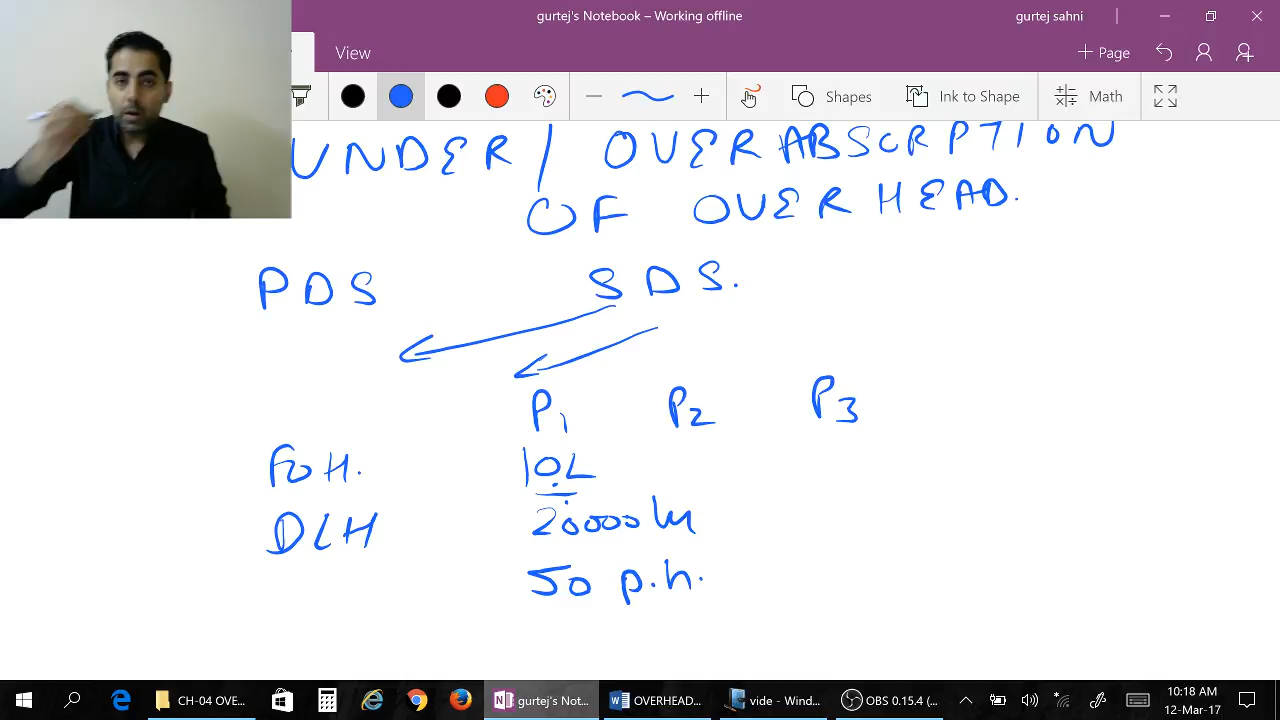 gurtej's Notebook – Working offline
gurtej sahni
View
Page
Shapes
Ink to Shape
Math
UNDER / OVERABSCRPTION
OF OVERHEAD.
PDS SDS.
P1 P2 P3
FOH. 10L
DLH 20000 hr
50 p.h.
CH-04 OVE...
gurtej's Not...
OVERHEAD...
vide - Wind...
OBS 0.15.4 (...
10:18 AM
12-Mar-17